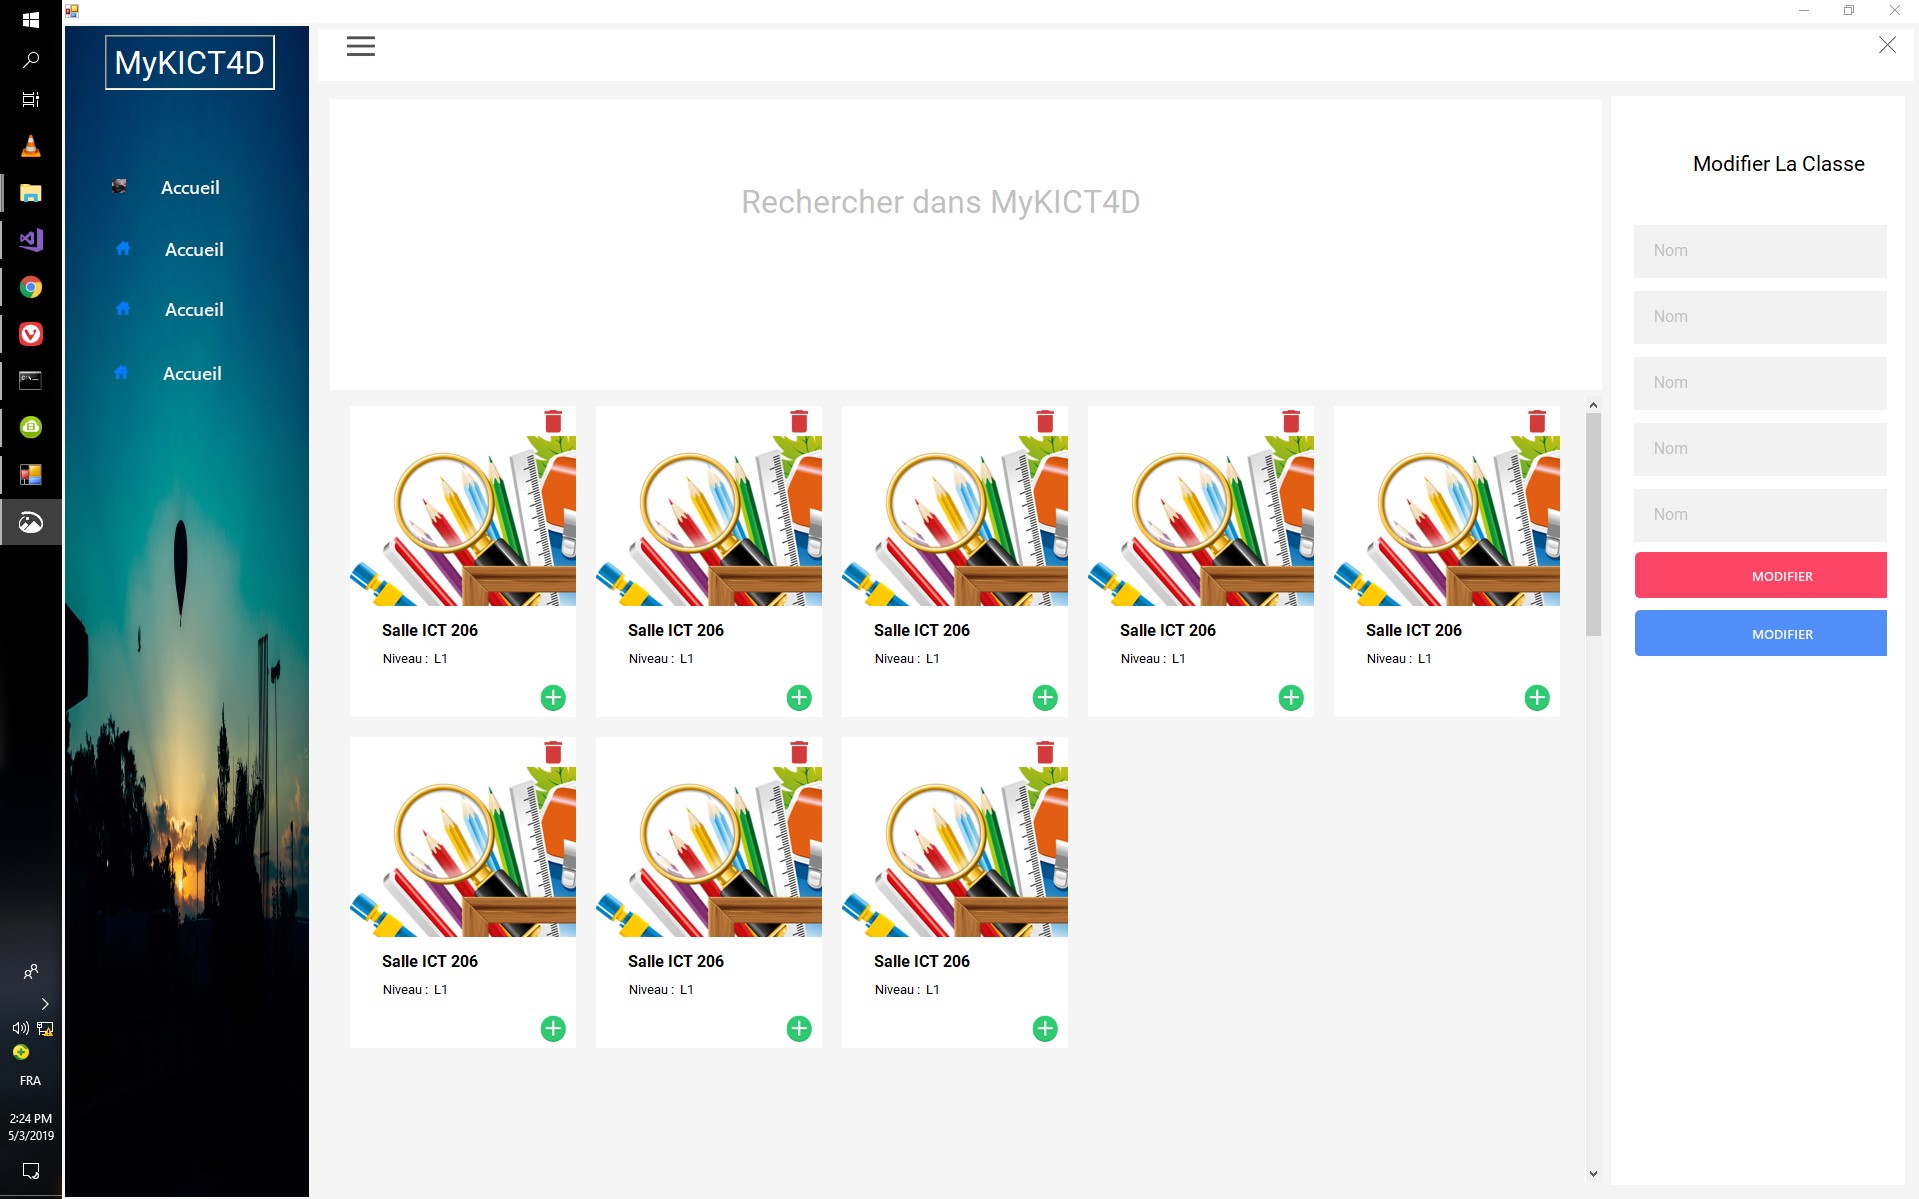 MyKICT4D
Accueil
Accueil
Accueil
Accueil
Rechercher dans MyKICT4D
Salle ICT 206
Niveau : L1
Salle ICT 206
Niveau : L1
Salle ICT 206
Niveau : L1
Salle ICT 206
Niveau : L1
Salle ICT 206
Niveau : L1
Salle ICT 206
Niveau : L1
Salle ICT 206
Niveau : L1
Salle ICT 206
Niveau : L1
Modifier La Classe
Nom
Nom
Nom
Nom
Nom
MODIFIER
MODIFIER
FRA
2:24 PM
5/3/2019